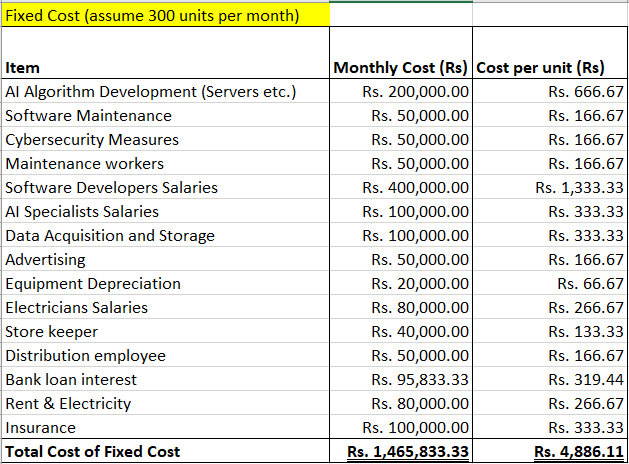 Fixed Cost (assume 300 units per month)
Item Monthly Cost (Rs) Cost per unit (Rs)
AI Algorithm Development (Servers etc.) Rs. 200,000.00 Rs. 666.67
Software Maintenance Rs. 50,000.00 Rs. 166.67
Cybersecurity Measures Rs. 50,000.00 Rs. 166.67
Maintenance workers Rs. 50,000.00 Rs. 166.67
Software Developers Salaries Rs. 400,000.00 Rs. 1,333.33
AI Specialists Salaries Rs. 100,000.00 Rs. 333.33
Data Acquisition and Storage Rs. 100,000.00 Rs. 333.33
Advertising Rs. 50,000.00 Rs. 166.67
Equipment Depreciation Rs. 20,000.00 Rs. 66.67
Electricians Salaries Rs. 80,000.00 Rs. 266.67
Store keeper Rs. 40,000.00 Rs. 133.33
Distribution employee Rs. 50,000.00 Rs. 166.67
Bank loan interest Rs. 95,833.33 Rs. 319.44
Rent & Electricity Rs. 80,000.00 Rs. 266.67
Insurance Rs. 100,000.00 Rs. 333.33
Total Cost of Fixed Cost Rs. 1,465,833.33 Rs. 4,886.11